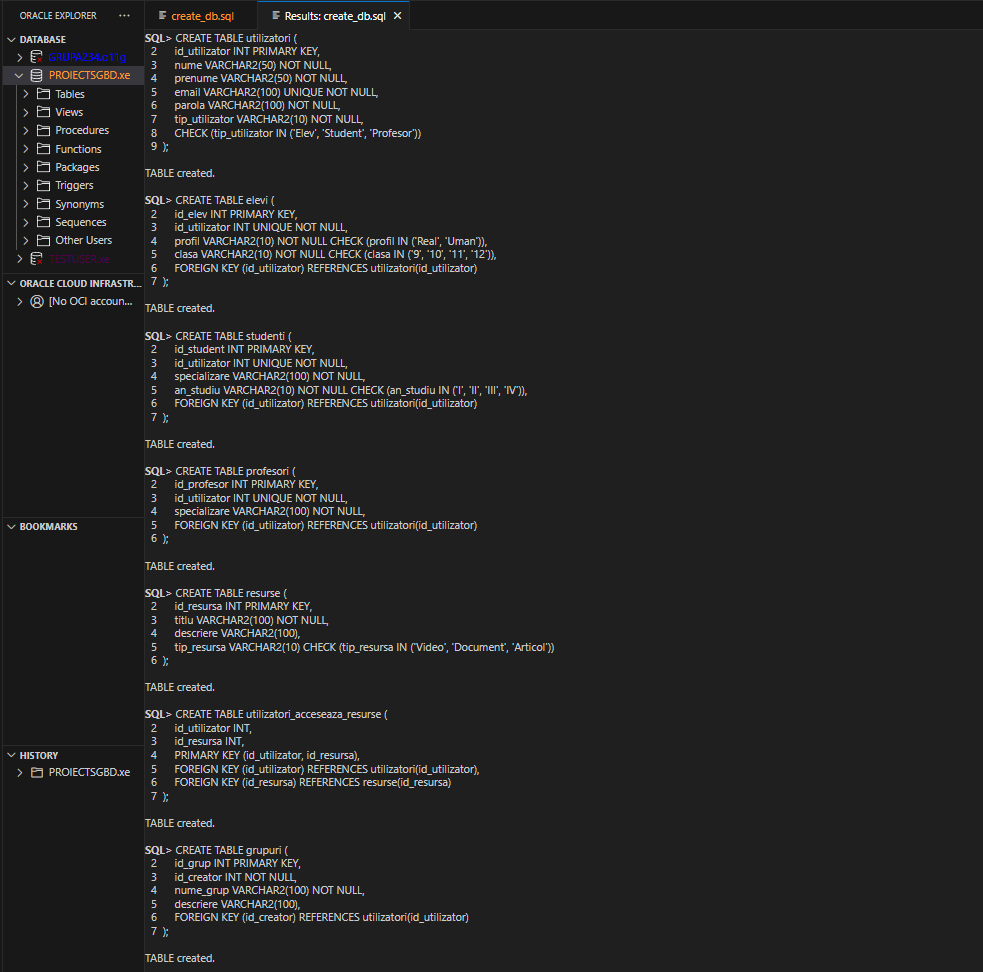 ORACLE EXPLORER
DATABASE
GRUPA234.o11g
PROIECTSGBD.xe
Tables
Views
Procedures
Functions
Packages
Triggers
Synonyms
Sequences
Other Users
ORACLE CLOUD INFRASTR...
[No OCI accoun...
BOOKMARKS
HISTORY
PROIECTSGBD.xe
create_db.sql
Results: create_db.sql
SQL> CREATE TABLE utilizatori (
2 id_utilizator INT PRIMARY KEY,
3 nume VARCHAR2(50) NOT NULL,
4 prenume VARCHAR2(50) NOT NULL,
5 email VARCHAR2(100) UNIQUE NOT NULL,
6 parola VARCHAR2(100) NOT NULL,
7 tip_utilizator VARCHAR2(10) NOT NULL,
8 CHECK (tip_utilizator IN ('Elev', 'Student', 'Profesor'))
9 );
TABLE created.
SQL> CREATE TABLE elevi (
2 id_elev INT PRIMARY KEY,
3 id_utilizator INT UNIQUE NOT NULL,
4 profil VARCHAR2(10) NOT NULL CHECK (profil IN ('Real', 'Uman')),
5 clasa VARCHAR2(10) NOT NULL CHECK (clasa IN ('9', '10', '11', '12')),
6 FOREIGN KEY (id_utilizator) REFERENCES utilizatori(id_utilizator)
7 );
TABLE created.
SQL> CREATE TABLE studenti (
2 id_student INT PRIMARY KEY,
3 id_utilizator INT UNIQUE NOT NULL,
4 specializare VARCHAR2(100) NOT NULL,
5 an_studiu VARCHAR2(10) NOT NULL CHECK (an_studiu IN ('I', 'II', 'III', 'IV')),
6 FOREIGN KEY (id_utilizator) REFERENCES utilizatori(id_utilizator)
7 );
TABLE created.
SQL> CREATE TABLE profesori (
2 id_profesor INT PRIMARY KEY,
3 id_utilizator INT UNIQUE NOT NULL,
4 specializare VARCHAR2(100) NOT NULL,
5 FOREIGN KEY (id_utilizator) REFERENCES utilizatori(id_utilizator)
6 );
TABLE created.
SQL> CREATE TABLE resurse (
2 id_resursa INT PRIMARY KEY,
3 titlu VARCHAR2(100) NOT NULL,
4 descriere VARCHAR2(100),
5 tip_resursa VARCHAR2(10) CHECK (tip_resursa IN ('Video', 'Document', 'Articol'))
6 );
TABLE created.
SQL> CREATE TABLE utilizatori_acceseaza_resurse (
2 id_utilizator INT,
3 id_resursa INT,
4 PRIMARY KEY (id_utilizator, id_resursa),
5 FOREIGN KEY (id_utilizator) REFERENCES utilizatori(id_utilizator),
6 FOREIGN KEY (id_resursa) REFERENCES resurse(id_resursa)
7 );
TABLE created.
SQL> CREATE TABLE grupuri (
2 id_grup INT PRIMARY KEY,
3 id_creator INT NOT NULL,
4 nume_grup VARCHAR2(100) NOT NULL,
5 descriere VARCHAR2(100),
6 FOREIGN KEY (id_creator) REFERENCES utilizatori(id_utilizator)
7 );
TABLE created.